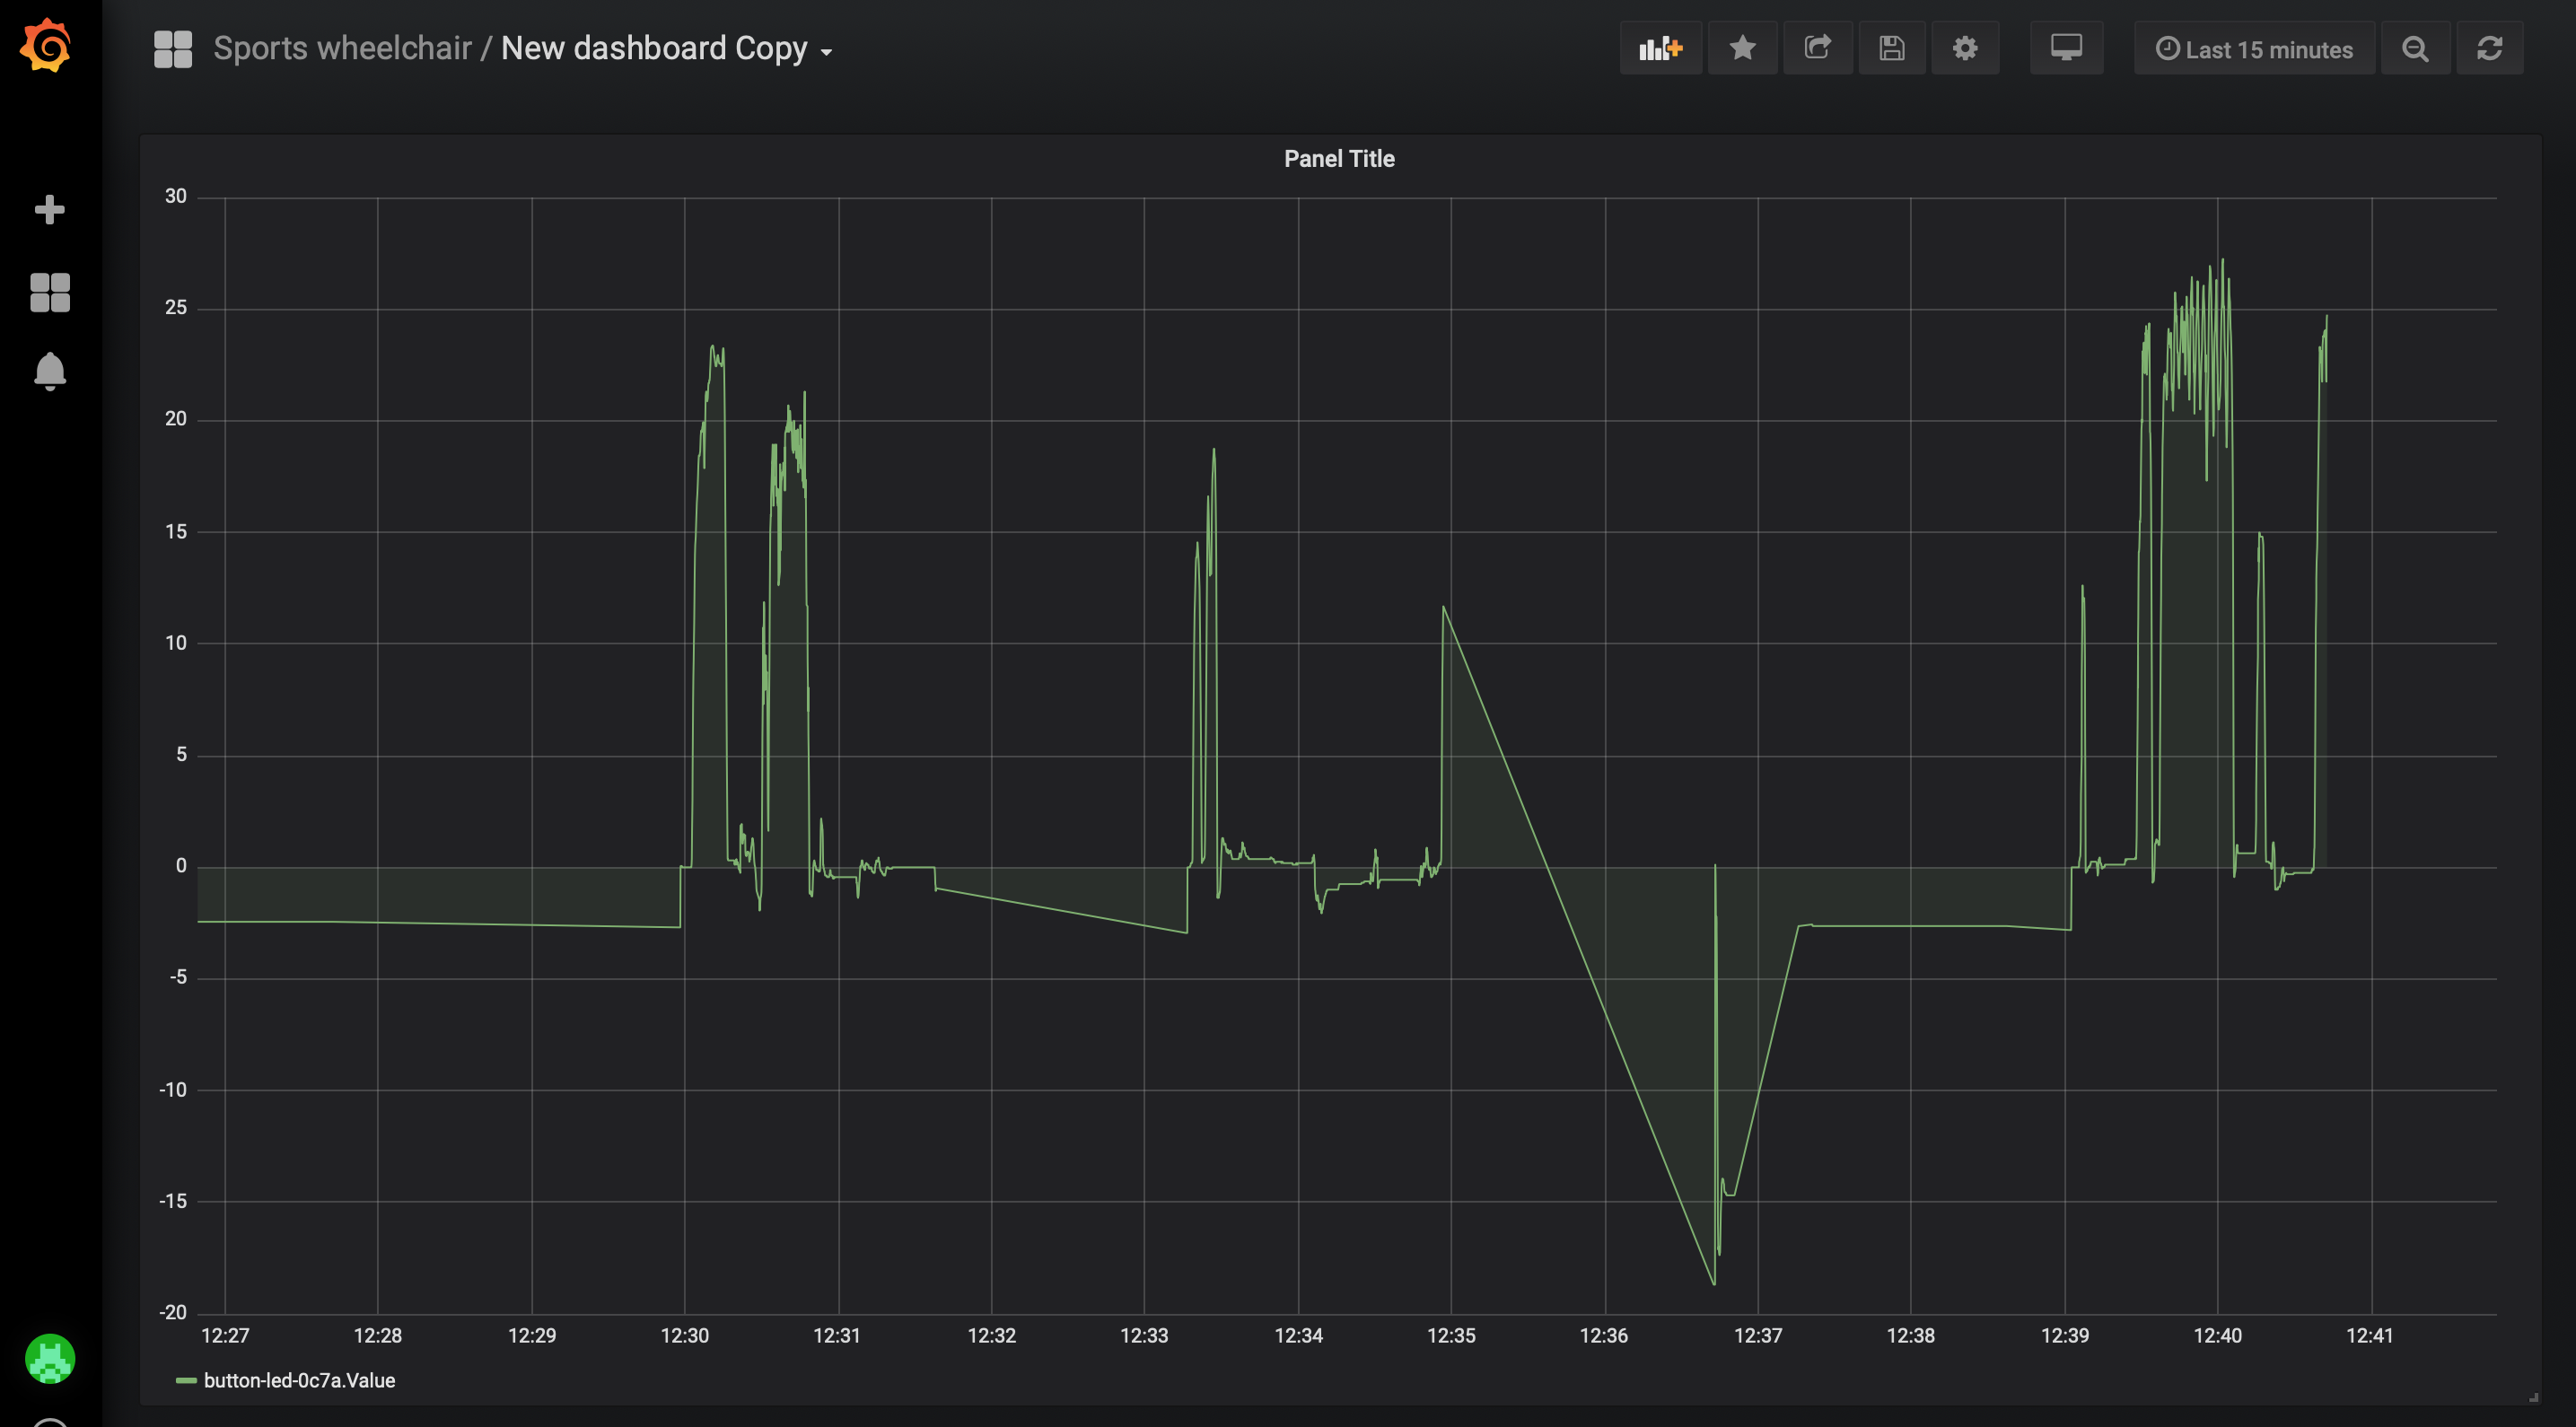 Sports wheelchair / New dashboard Copy
Last 15 minutes
Panel Title
30
25
20
15
10
5
0
-5
-10
-15
-20
12:27 12:28 12:29 12:30 12:31 12:32 12:33 12:34 12:35 12:36 12:37 12:38 12:39 12:40 12:41
button-led-0c7a.Value